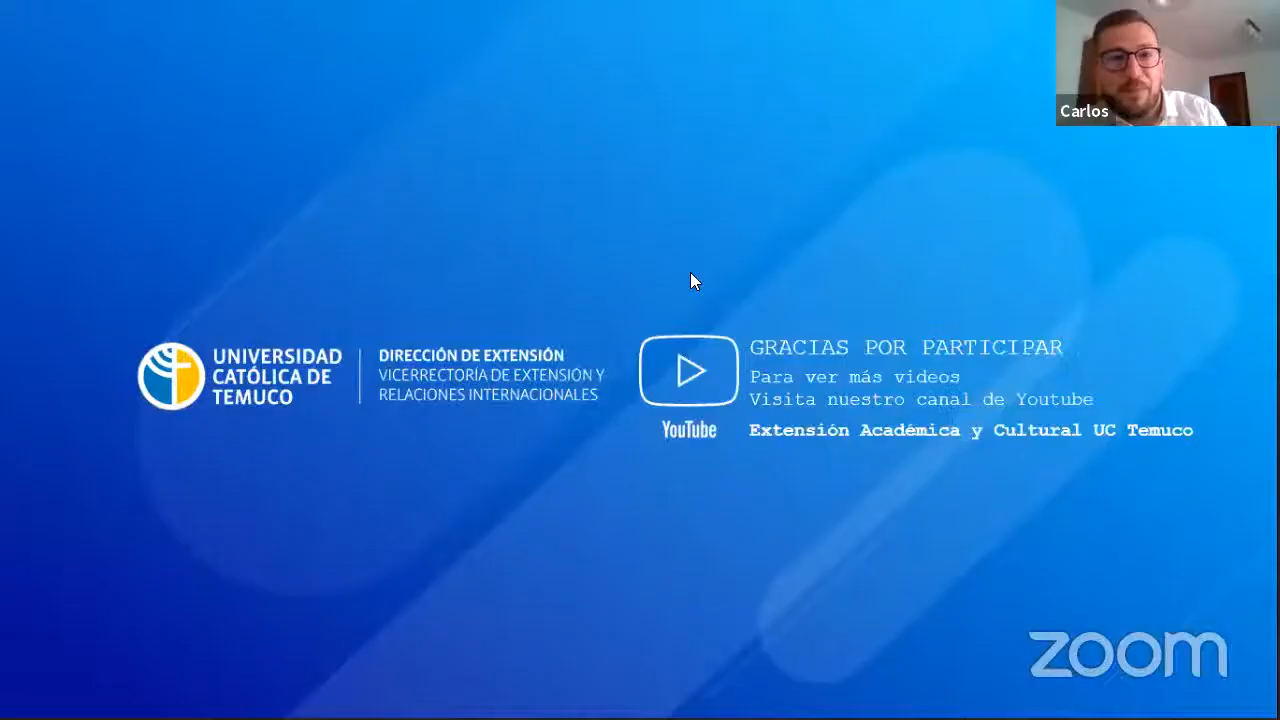 Carlos
UNIVERSIDAD
CATÓLICA DE
TEMUCO
DIRECCIÓN DE EXTENSIÓN
VICERRECTORÍA DE EXTENSIÓN Y
RELACIONES INTERNACIONALES
YouTube
GRACIAS POR PARTICIPAR
Para ver más videos
Visita nuestro canal de Youtube
Extensión Académica y Cultural UC Temuco
zoom